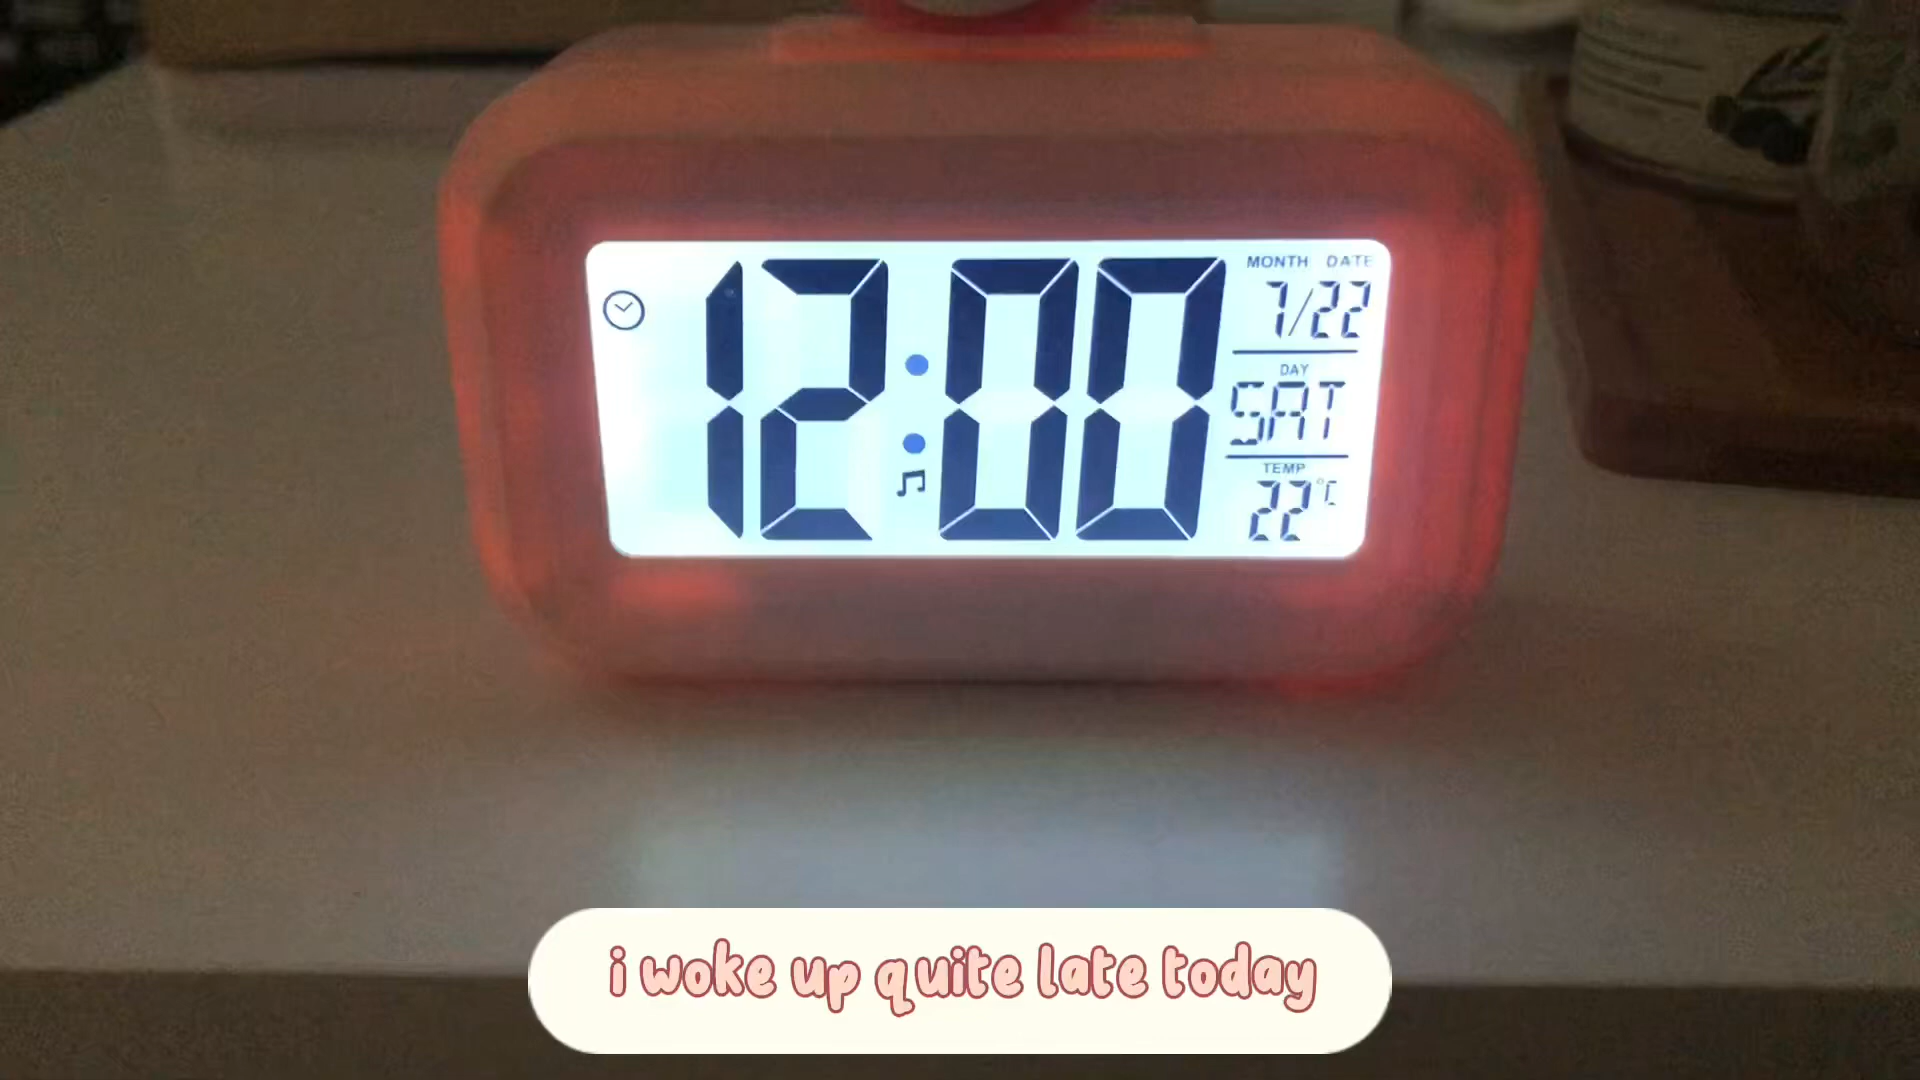 12:00
MONTH DATE
7/22
DAY
SAT
TEMP
22°C
i woke up quite late today